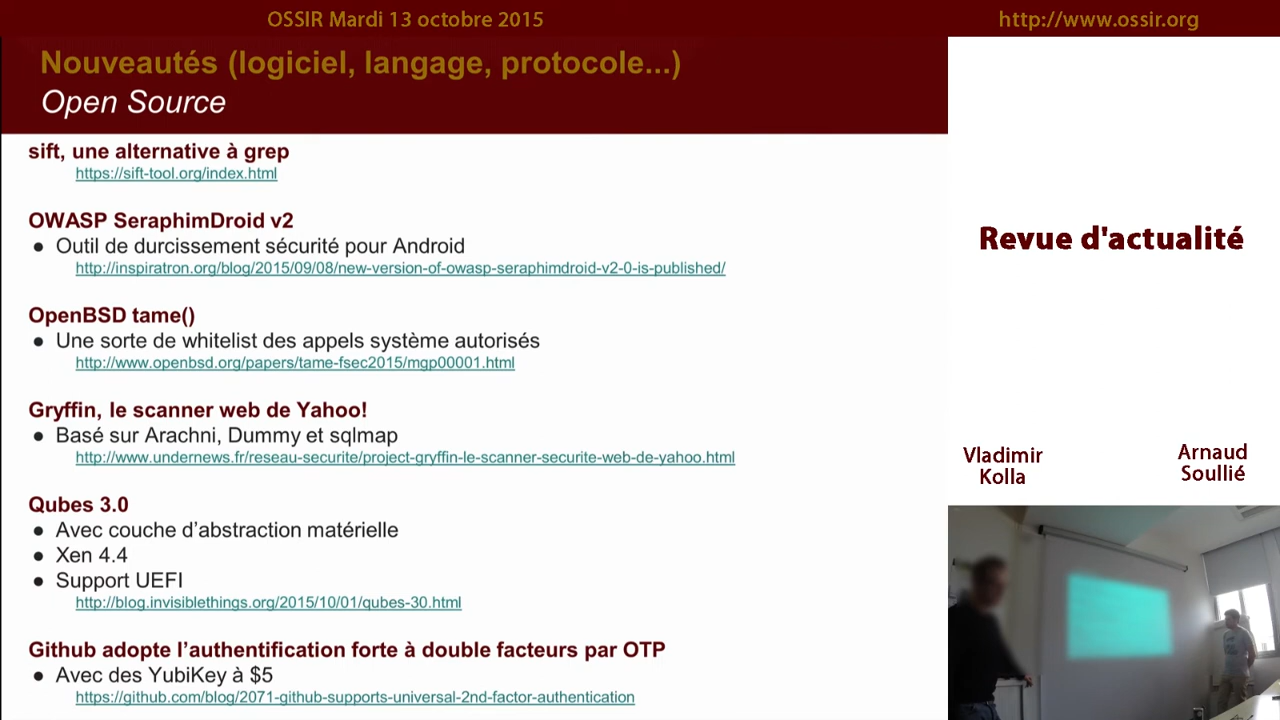 OSSIR Mardi 13 octobre 2015
http://www.ossir.org
Nouveautés (logiciel, langage, protocole...)
Open Source
sift, une alternative à grep
https://sift-tool.org/index.html
OWASP SeraphimDroid v2
● Outil de durcissement sécurité pour Android
http://inspiratron.org/blog/2015/09/08/new-version-of-owasp-seraphimdroid-v2-0-is-published/
OpenBSD tame()
● Une sorte de whitelist des appels système autorisés
http://www.openbsd.org/papers/tame-fsec2015/mgp00001.html
Gryffin, le scanner web de Yahoo!
● Basé sur Arachni, Dummy et sqlmap
http://www.undernews.fr/reseau-securite/project-gryffin-le-scanner-securite-web-de-yahoo.html
Qubes 3.0
● Avec couche d’abstraction matérielle
● Xen 4.4
● Support UEFI
http://blog.invisiblethings.org/2015/10/01/qubes-30.html
Github adopte l’authentification forte à double facteurs par OTP
● Avec des YubiKey à $5
https://github.com/blog/2071-github-supports-universal-2nd-factor-authentication
Revue d'actualité
Vladimir
Kolla
Arnaud
Soullié